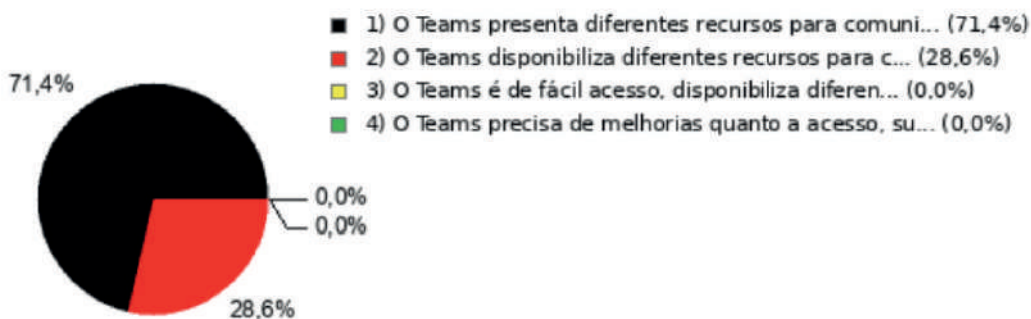 1) O Teams presenta diferentes recursos para comuni... (71,4%)
2) O Teams disponibiliza diferentes recursos para c... (28,6%)
3) O Teams é de fácil acesso, disponibiliza diferen... (0,0%)
4) O Teams precisa de melhorias quanto a acesso, su... (0,0%)
71,4%
0,0%
0,0%
28,6%